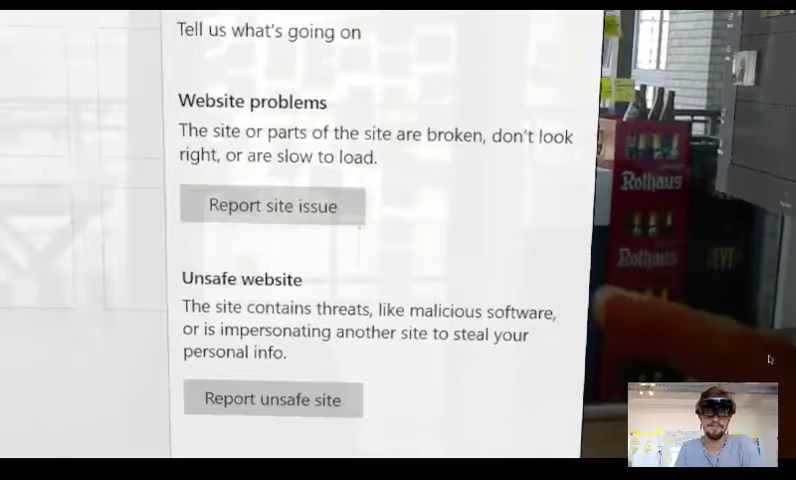 Tell us what's going on
Website problems
The site or parts of the site are broken, don't look
right, or are slow to load.
Report site issue
Unsafe website
The site contains threats, like malicious software,
or is impersonating another site to steal your
personal info.
Report unsafe site
Rothaus
Rothaus